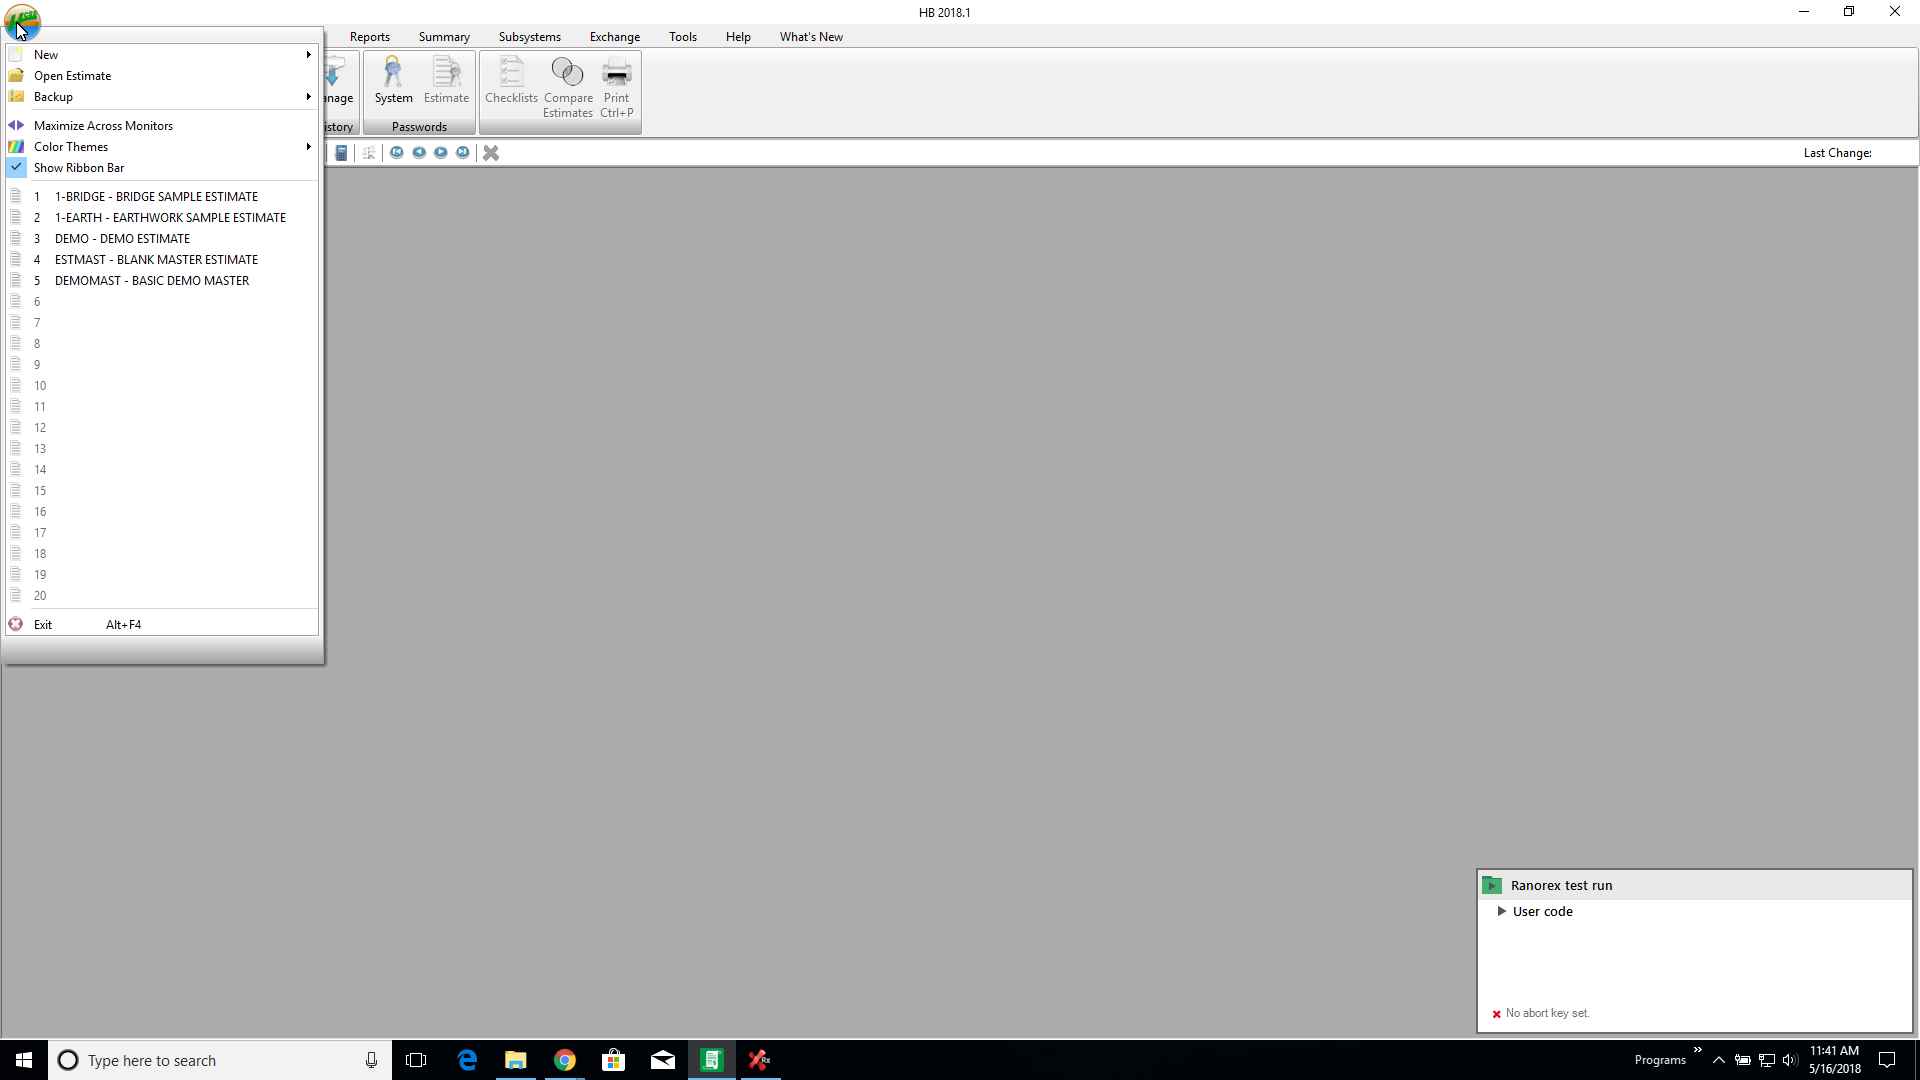 HB 2018.1
Reports Summary Subsystems Exchange Tools Help What's New
New
Open Estimate
Backup
Maximize Across Monitors
Color Themes
Show Ribbon Bar
1 1-BRIDGE - BRIDGE SAMPLE ESTIMATE
2 1-EARTH - EARTHWORK SAMPLE ESTIMATE
3 DEMO - DEMO ESTIMATE
4 ESTMAST - BLANK MASTER ESTIMATE
5 DEMOMAST - BASIC DEMO MASTER
6
7
8
9
10
11
12
13
14
15
16
17
18
19
20
Exit Alt+F4
anage
istory
System Estimate
Passwords
Checklists Compare Print
Estimates Ctrl+P
Last Change:
Ranorex test run
User code
No abort key set.
Type here to search
Programs
11:41 AM
5/16/2018